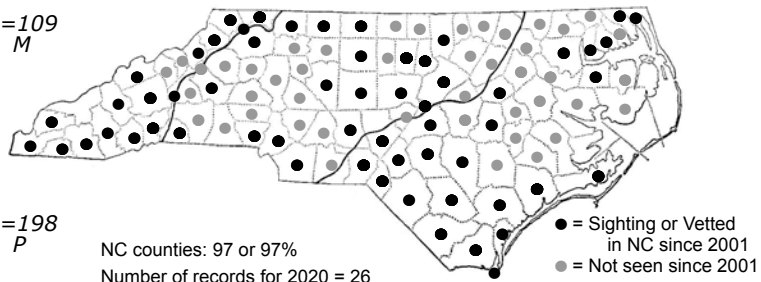 =109
M
=198
P
NC counties: 97 or 97%
Number of records for 2020 = 26
= Sighting or Vetted
in NC since 2001
= Not seen since 2001